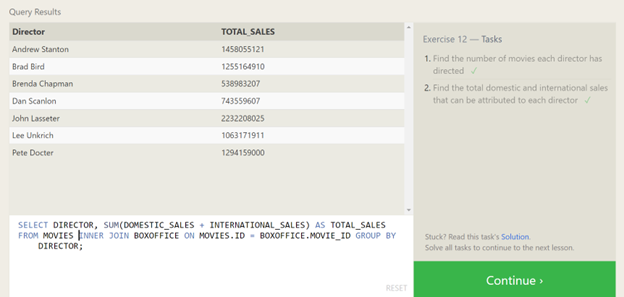 Query Results
Director TOTAL_SALES
Andrew Stanton 1458055121
Brad Bird 1255164910
Brenda Chapman 538983207
Dan Scanlon 743559607
John Lasseter 2232208025
Lee Unkrich 1063171911
Pete Docter 1294159000
SELECT DIRECTOR, SUM(DOMESTIC_SALES + INTERNATIONAL_SALES) AS TOTAL_SALES
FROM MOVIES INNER JOIN BOXOFFICE ON MOVIES.ID = BOXOFFICE.MOVIE_ID GROUP BY
DIRECTOR;
RESET
Exercise 12 — Tasks
1. Find the number of movies each director has
directed ✓
2. Find the total domestic and international sales
that can be attributed to each director ✓
Stuck? Read this task's Solution.
Solve all tasks to continue to the next lesson.
Continue ›